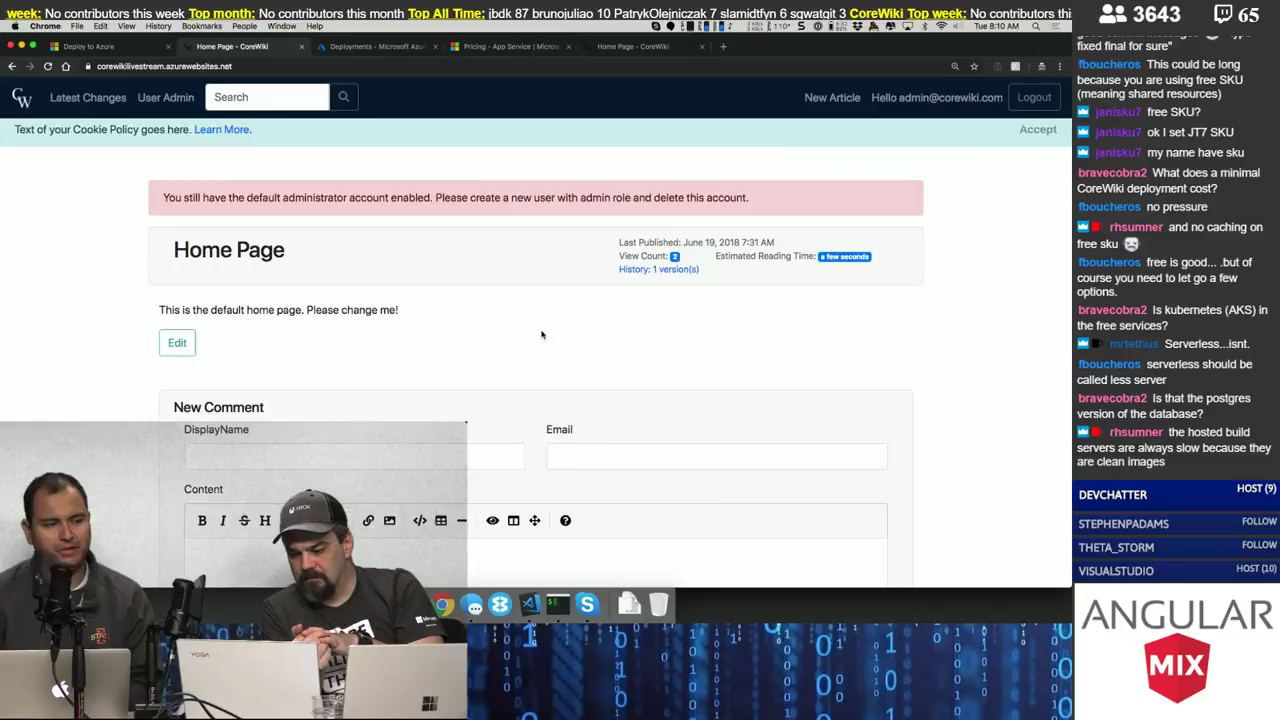 week: No contributors this week Top month: No contributors this month Top All Time: jbdk 87 brunojuliao 10 PatrykOlejniczak 7 slamidtfyn 6 sgwatgit 3 CoreWiki Top week: No contributors this
Chrome File Edit View History Bookmarks People Window Help
Tue 8:10 AM
Deploy to Azure
Home Page - CoreWiki
Deployments - Microsoft Azu
Pricing - App Service | Micros
Home Page - CoreWiki
corewikilivestream.azurewebsites.net
CW Latest Changes User Admin Search New Article Hello admin@corewiki.com Logout
Text of your Cookie Policy goes here. Learn More. Accept
You still have the default administrator account enabled. Please create a new user with admin role and delete this account.
Home Page
Last Published: June 19, 2018 7:31 AM
View Count: 2 Estimated Reading Time: a few seconds
History: 1 version(s)
This is the default home page. Please change me!
Edit
New Comment
DisplayName
Email
Content
B I S H
XBOX
STATE
YOGA
3643 65
fixed final for sure"
fboucheros This could be long
because you are using free SKU
(meaning shared resources)
janisku7 free SKU?
janisku7 ok I set JT7 SKU
janisku7 my name have sku
bravecobra2 What does a minimal
CoreWiki deployment cost?
fboucheros no pressure
rhsumner and no caching on
free sku
fboucheros free is good... .but of
course you need to let go a few
options.
bravecobra2 Is kubernetes (AKS) in
the free services?
mrtethus Serverless...isnt.
fboucheros serverless should be
called less server
bravecobra2 Is that the postgres
version of the database?
rhsumner the hosted build
servers are always slow because they
are clean images
DEVCHATTER HOST (9)
STEPHENPADAMS FOLLOW
THETA_STORM FOLLOW
VISUALSTUDIO HOST (10)
ANGULAR
MIX